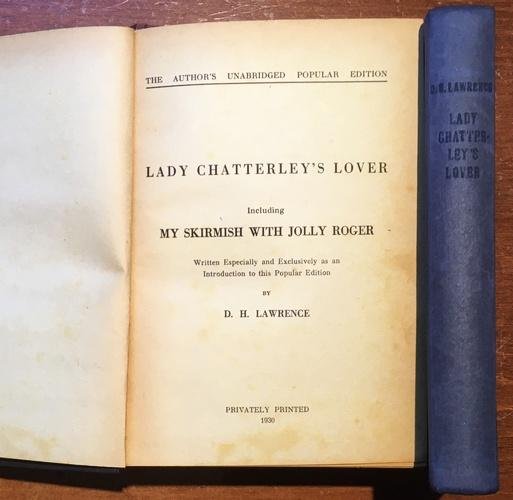 THE AUTHOR'S UNABRIDGED POPULAR EDITION
LADY CHATTERLEY'S LOVER
Including
MY SKIRMISH WITH JOLLY ROGER
Written Especially and Exclusively as an
Introduction to this Popular Edition
BY
D. H. LAWRENCE
PRIVATELY PRINTED
1930
D. H. LAWRENCE
LADY
CHATTER-
LEY'S
LOVER